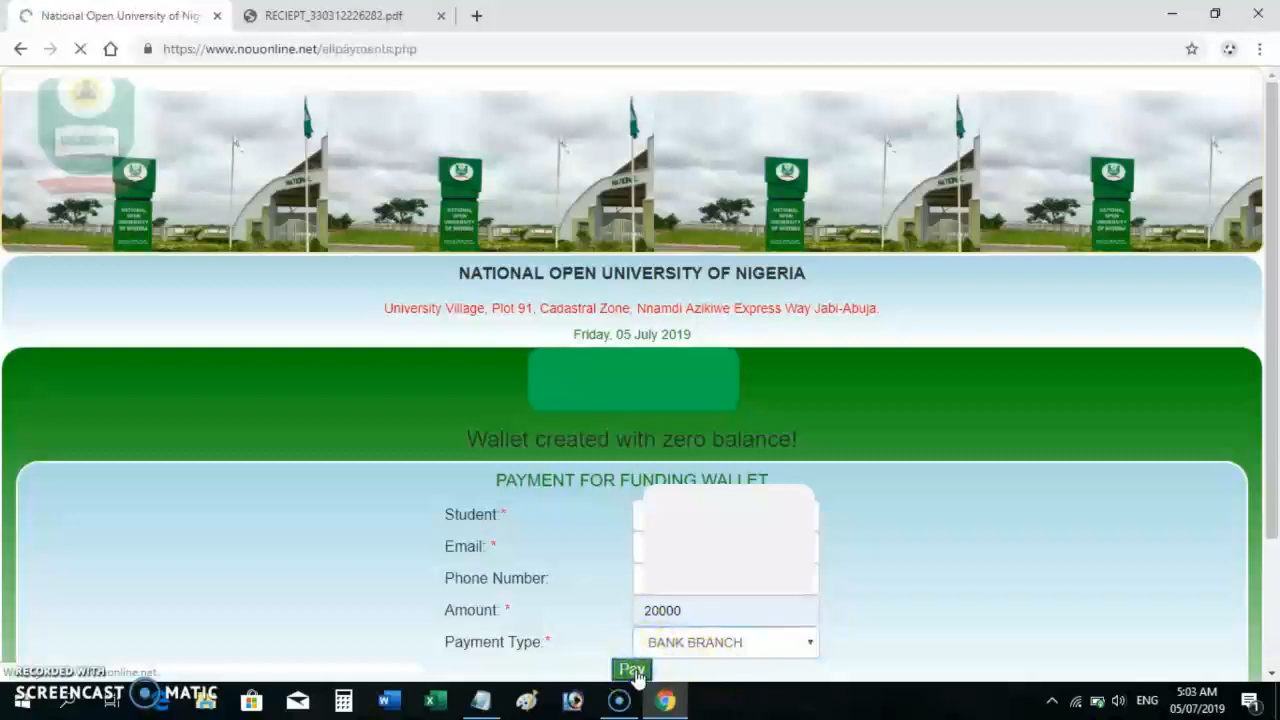 National Open University of Nig
RECIEPT_330312226282.pdf
https://www.nouonline.net/ellpayments.php
NATIONAL OPEN UNIVERSITY OF NIGERIA
University Village, Plot 91, Cadastral Zone, Nnamdi Azikiwe Express Way Jabi-Abuja.
Friday, 05 July 2019
Wallet created with zero balance!
PAYMENT FOR FUNDING WALLET
Student:*
Email: *
Phone Number:
Amount: * 20000
Payment Type:* BANK BRANCH
Pay
RECORDED WITH
SCREENCAST MATIC
ENG
5:03 AM
05/07/2019